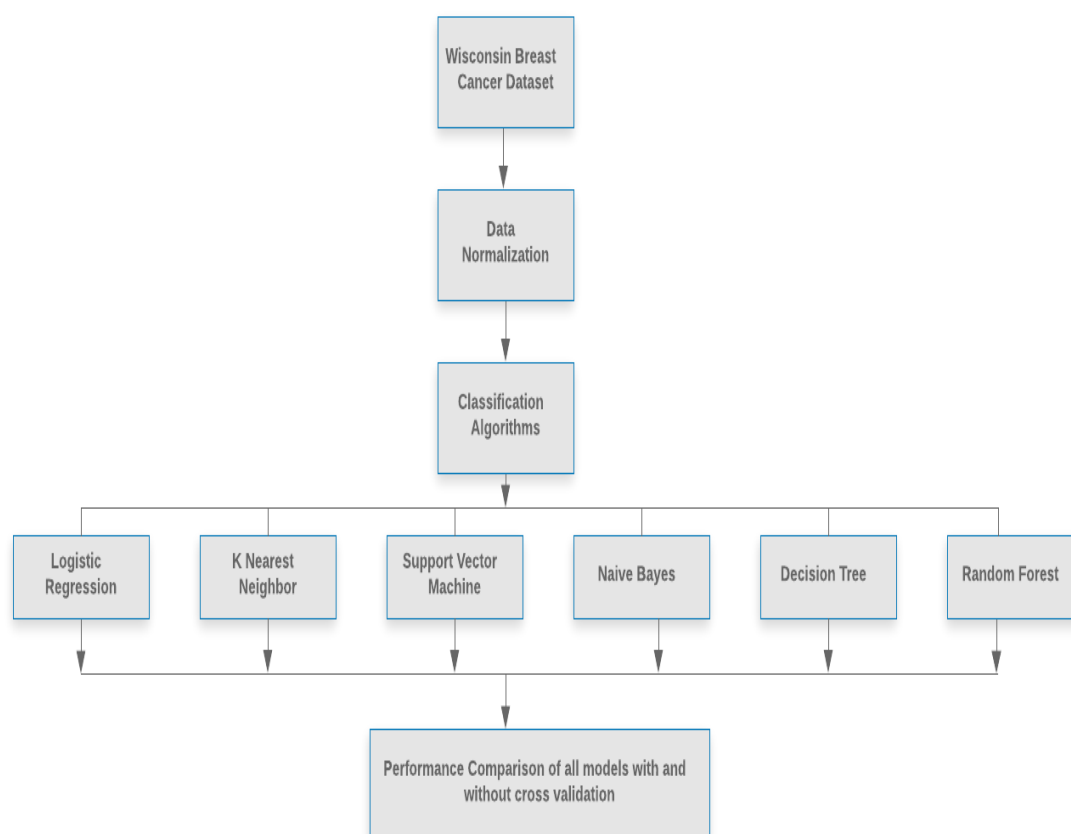 Wisconsin Breast
Cancer Dataset
Data
Normalization
Classification
Algorithms
Logistic
Regression
K Nearest
Neighbor
Support Vector
Machine
Naive Bayes
Decision Tree
Random Forest
Performance Comparison of all models with and
without cross validation